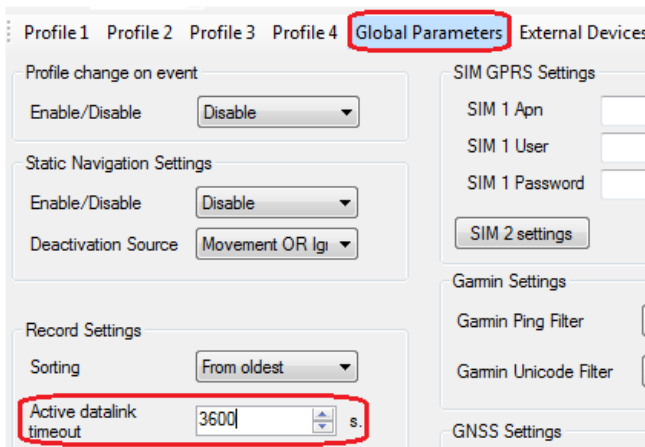 Profile 1 Profile 2 Profile 3 Profile 4 Global Parameters External Devices
Profile change on event
Enable/Disable Disable
Static Navigation Settings
Enable/Disable Disable
Deactivation Source Movement OR
Record Settings
Sorting From oldest
Active datalink
timeout 3600 s.
SIM GPRS Settings
SIM 1 Apn
SIM 1 User
SIM 1 Password
SIM 2 settings
Garmin Settings
Garmin Ping Filter
Garmin Unicode Filter
GNSS Settings